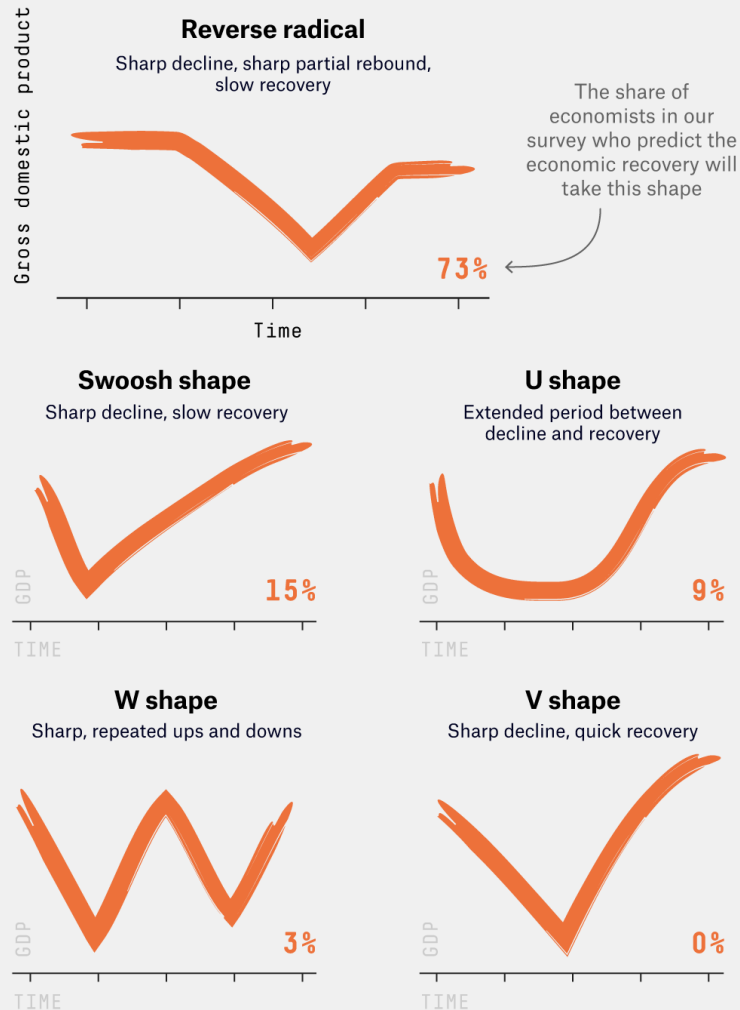 Gross domestic product
Reverse radical
Sharp decline, sharp partial rebound,
slow recovery
The share of
economists in our
survey who predict the
economic recovery will
take this shape
73%
Time
Swoosh shape
Sharp decline, slow recovery
GDP
15%
TIME
U shape
Extended period between
decline and recovery
GDP
9%
TIME
W shape
Sharp, repeated ups and downs
GDP
3%
TIME
V shape
Sharp decline, quick recovery
GDP
0%
TIME